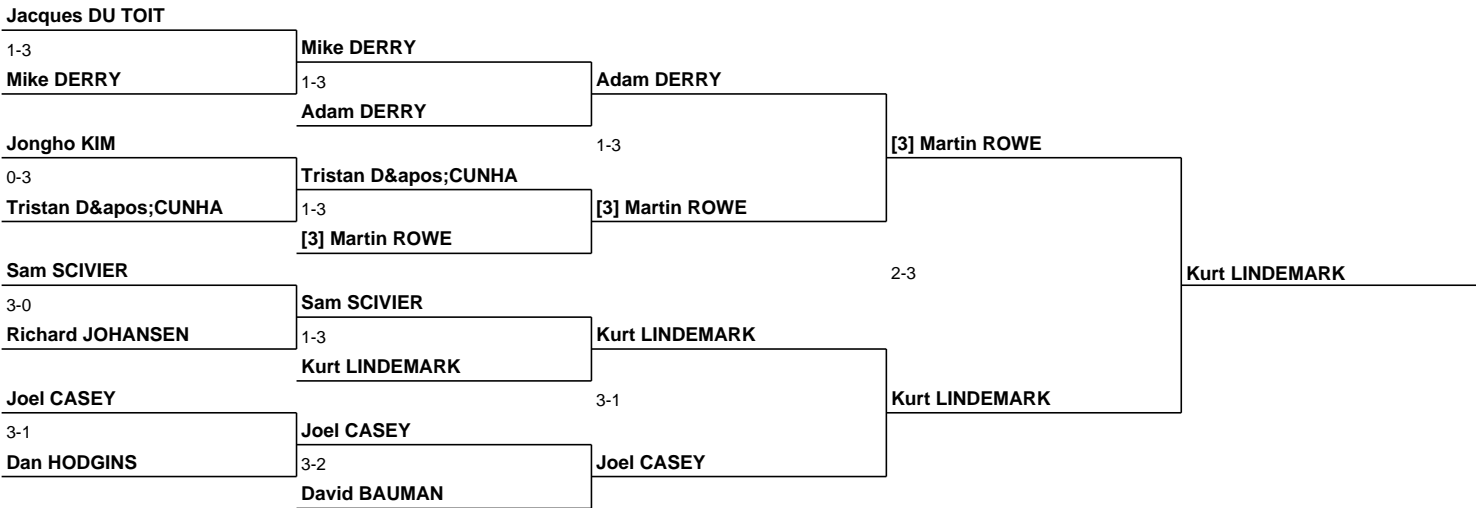 Jacques DU TOIT
1-3
Mike DERRY
Mike DERRY
1-3
Adam DERRY
Adam DERRY
Jongho KIM
1-3
[3] Martin ROWE
0-3
Tristan D&apos;CUNHA
Tristan D&apos;CUNHA
1-3
[3] Martin ROWE
[3] Martin ROWE
Sam SCIVIER
2-3
Kurt LINDEMARK
3-0
Sam SCIVIER
Richard JOHANSEN
1-3
Kurt LINDEMARK
Kurt LINDEMARK
Joel CASEY
3-1
Kurt LINDEMARK
3-1
Joel CASEY
Dan HODGINS
3-2
Joel CASEY
David BAUMAN